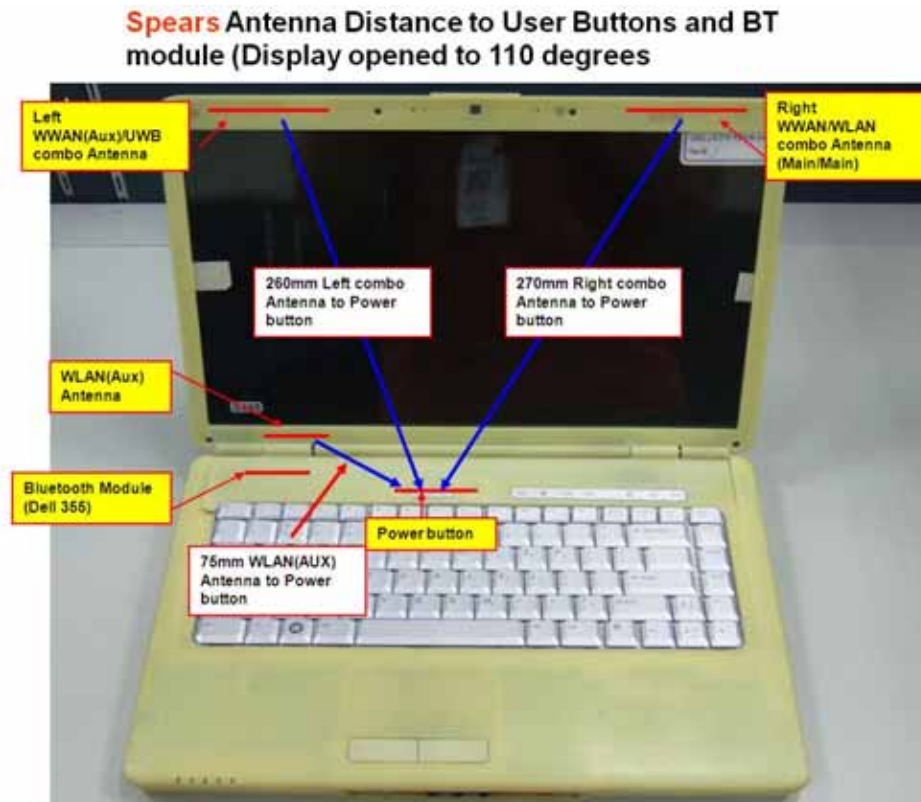 Spears Antenna Distance to User Buttons and BT
module (Display opened to 110 degrees
Left
WWAN(Aux)/UWB
combo Antenna
Right
WWAN/WLAN
combo Antenna
(Main/Main)
260mm Left combo
Antenna to Power
button
270mm Right combo
Antenna to Power
button
WLAN(Aux)
Antenna
Bluetooth Module
(Dell 355)
Power button
75mm WLAN(AUX)
Antenna to Power
button